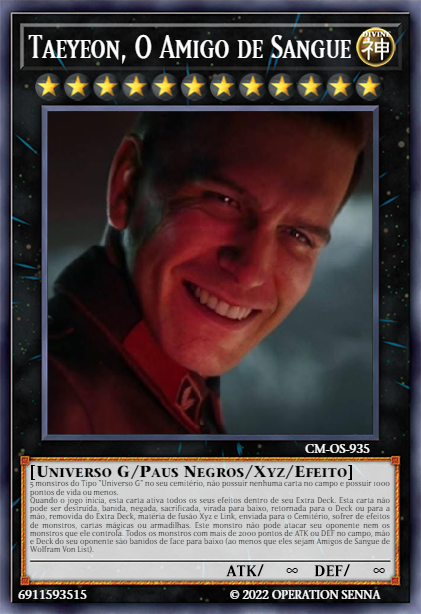 Taeyeon, O Amigo de Sangue
DIVINE
神
CM-OS-935
[Universo G/Paus Negros/Xyz/Efeito]
5 monstros do Tipo "Universo G" no seu cemitério, não possuir nenhuma carta no campo e possuir 1000
pontos de vida ou menos.
Quando o jogo inicia, esta carta ativa todos os seus efeitos dentro de seu Extra Deck. Esta carta não
pode ser destruída, banida, negada, sacrificada, virada para baixo, retornada para o Deck ou para a
mão, removida do Extra Deck, matéria de fusão Xyz e Link, enviada para o Cemitério, sofrer de efeitos
de monstros, cartas mágicas ou armadilhas. Este monstro não pode atacar seu oponente nem os
monstros que ele controla. Todos os monstros com mais de 2000 pontos de ATK ou DEF no campo, mão
e Deck do seu oponente são banidos de face para baixo (ao menos que eles sejam Amigos de Sangue de
Wolfram Von List).
ATK/ ∞ DEF/ ∞
6911593515 © 2022 OPERATION SENNA